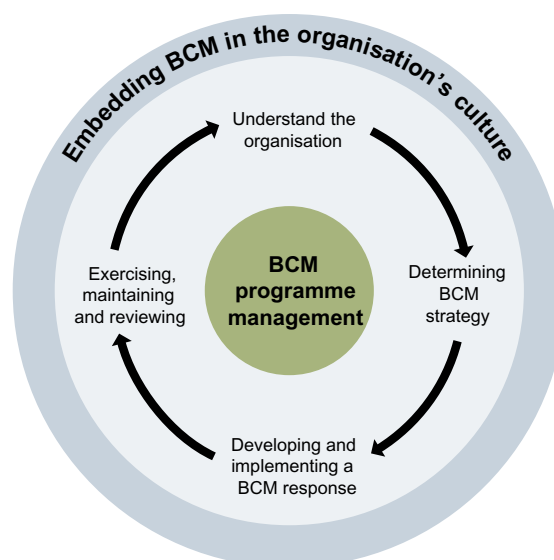 Embedding BCM in the organisation's culture
Understand the
organisation
Determining
BCM
strategy
Developing and
implementing a
BCM response
Exercising,
maintaining
and reviewing
BCM
programme
management